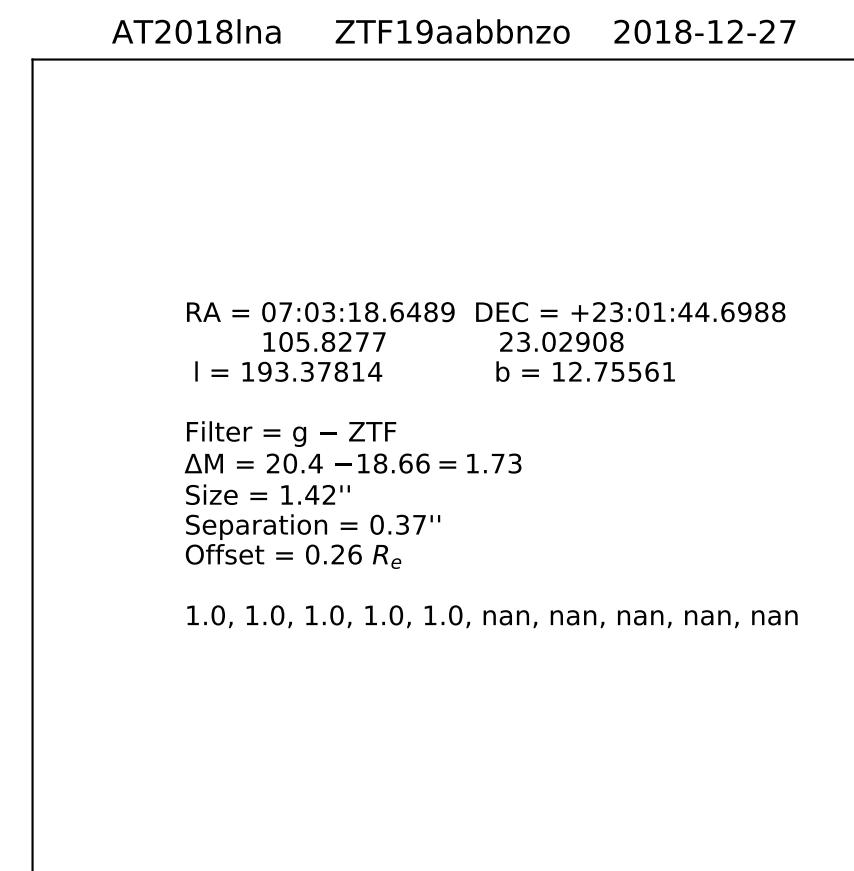 AT2018lna ZTF19aabbnzo 2018-12-27
RA = 07:03:18.6489 DEC = +23:01:44.6988
105.8277 23.02908
l = 193.37814 b = 12.75561
Filter = g − ZTF
ΔM = 20.4 −18.66 = 1.73
Size = 1.42''
Separation = 0.37''
Offset = 0.26 Re
1.0, 1.0, 1.0, 1.0, 1.0, nan, nan, nan, nan, nan